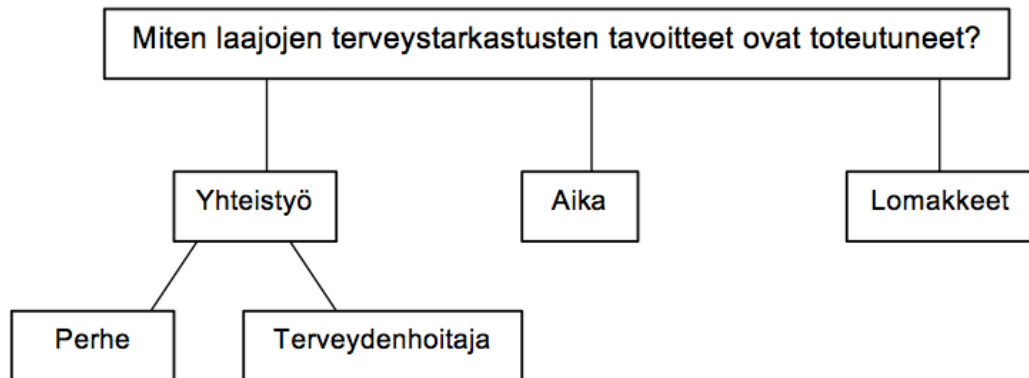 Miten laajojen terveystarkastusten tavoitteet ovat toteutuneet?
Yhteistyö
Aika
Lomakkeet
Perhe
Terveydenhoitaja